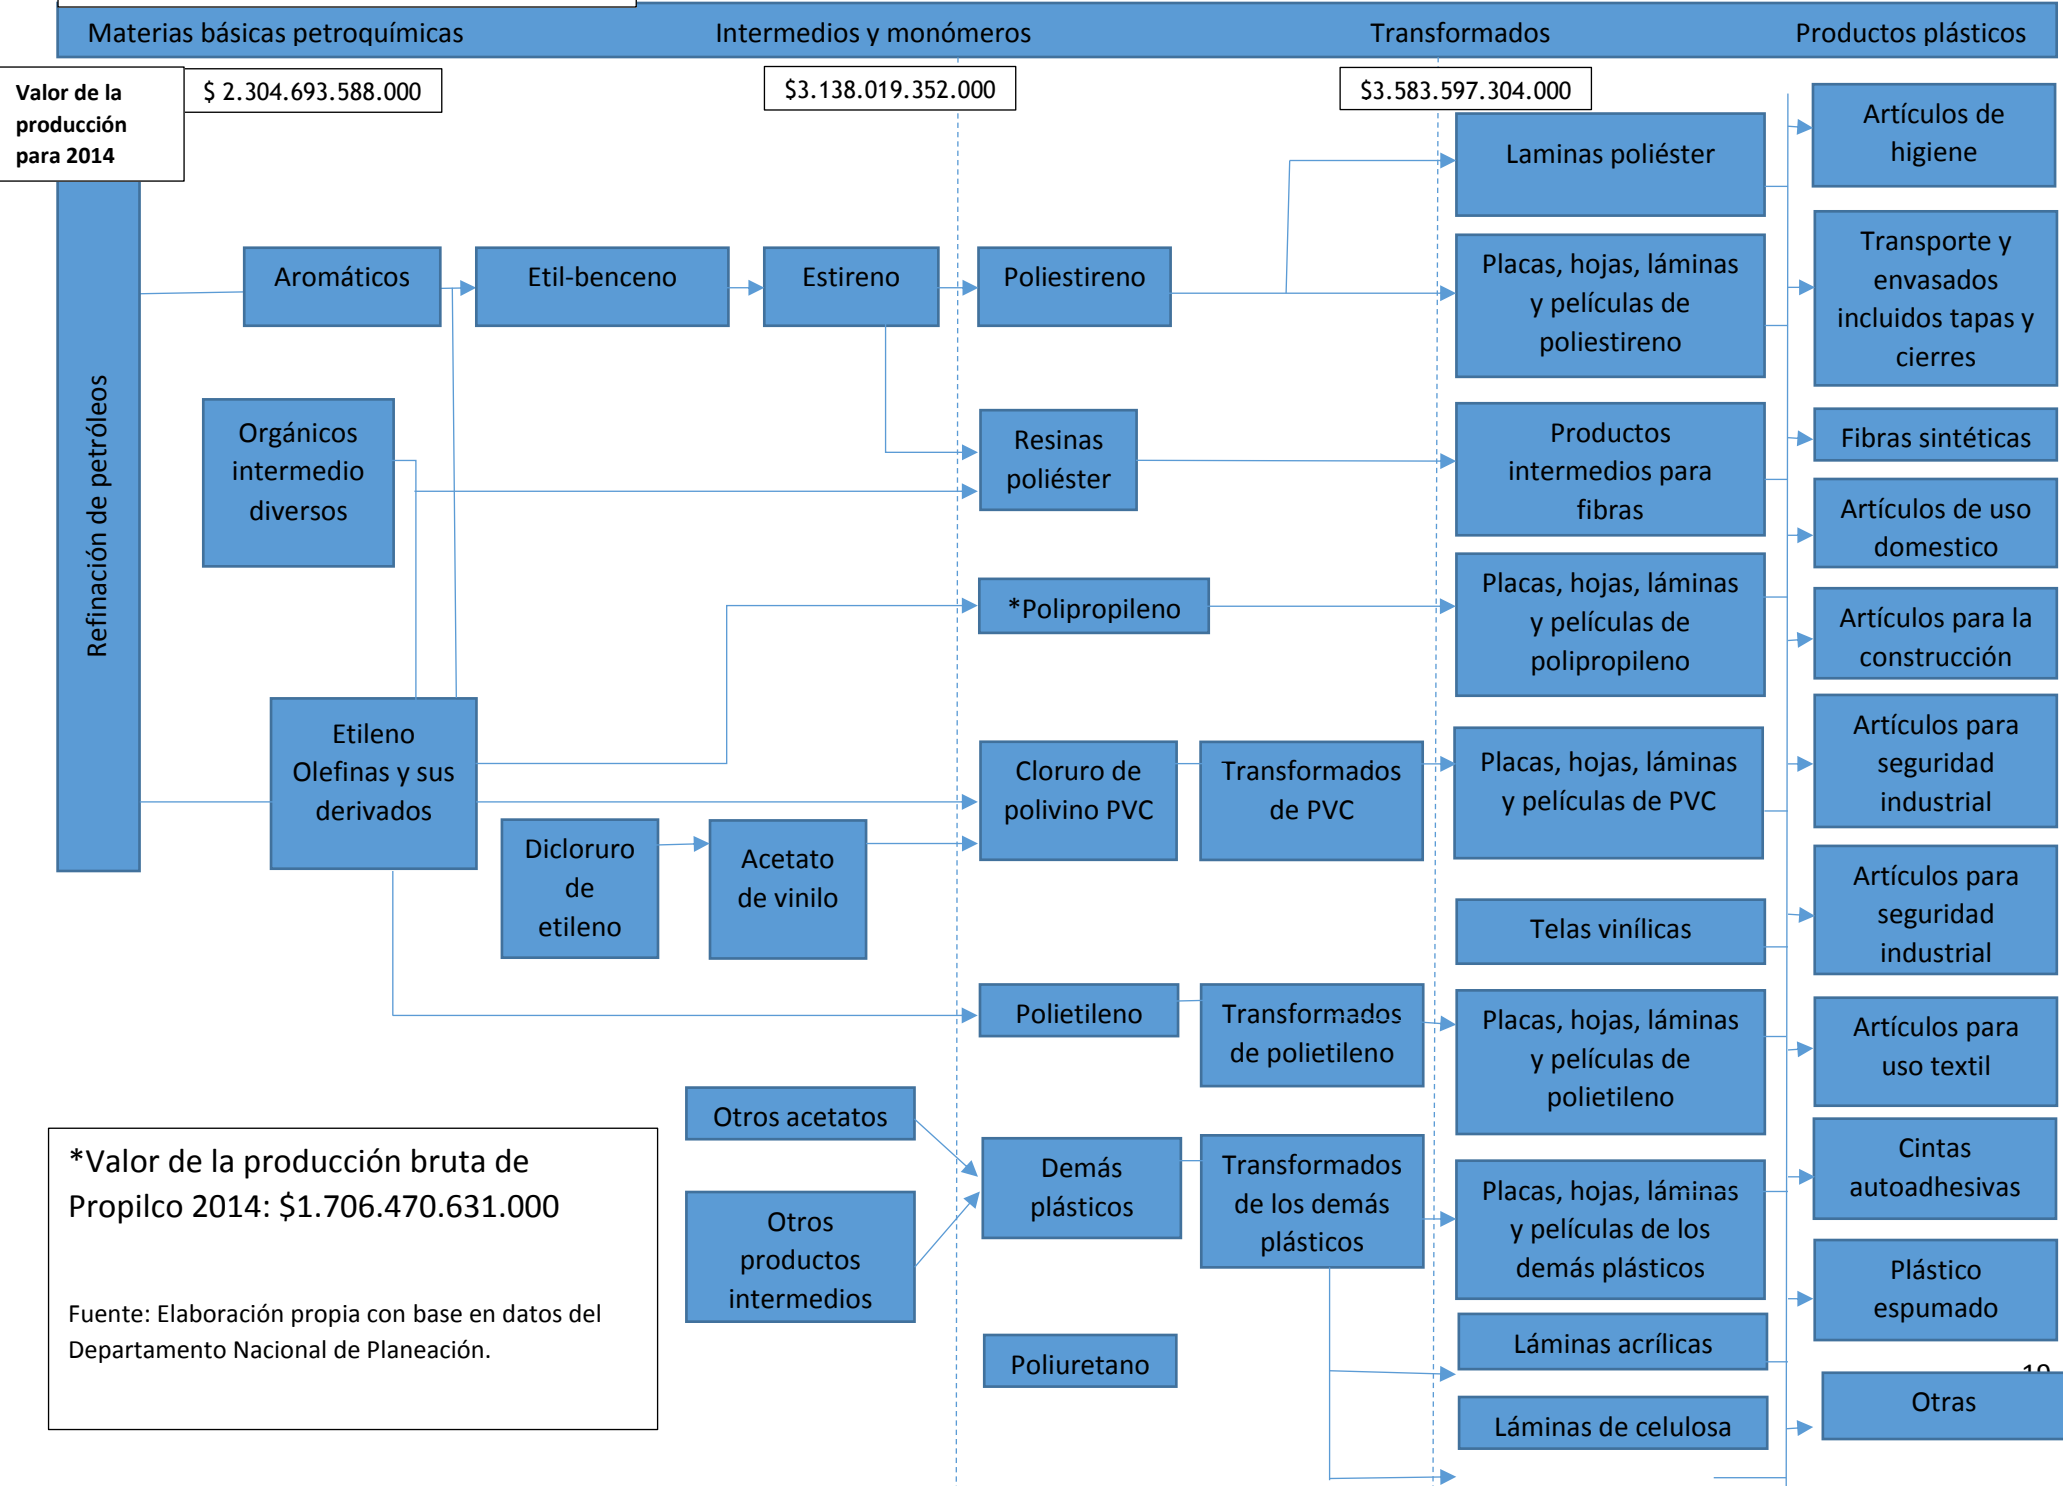 Materias básicas petroquímicas
Intermedios y monómeros
Transformados
Productos plásticos
Valor de la
producción
para 2014
$ 2.304.693.588.000
$3.138.019.352.000
$3.583.597.304.000
Refinación de petróleos
Aromáticos
Etil-benceno
Estireno
Poliestireno
Laminas poliéster
Placas, hojas, láminas
y películas de
poliestireno
Orgánicos
intermedio
diversos
Resinas
poliéster
Productos
intermedios para
fibras
*Polipropileno
Placas, hojas, láminas
y películas de
polipropileno
Etileno
Olefinas y sus
derivados
Dicloruro
de
etileno
Acetato
de vinilo
Cloruro de
polivino PVC
Transformados
de PVC
Placas, hojas, láminas
y películas de PVC
Telas vinílicas
Polietileno
Transformados
de polietileno
Placas, hojas, láminas
y películas de
polietileno
Otros acetatos
Otros
productos
intermedios
Demás
plásticos
Transformados
de los demás
plásticos
Placas, hojas, láminas
y películas de los
demás plásticos
Poliuretano
Láminas acrílicas
Láminas de celulosa
Artículos de
higiene
Transporte y
envasados
incluidos tapas y
cierres
Fibras sintéticas
Artículos de uso
domestico
Artículos para la
construcción
Artículos para
seguridad
industrial
Artículos para
seguridad
industrial
Artículos para
uso textil
Cintas
autoadhesivas
Plástico
espumado
Otras
*Valor de la producción bruta de
Propilco 2014: $1.706.470.631.000
Fuente: Elaboración propia con base en datos del
Departamento Nacional de Planeación.